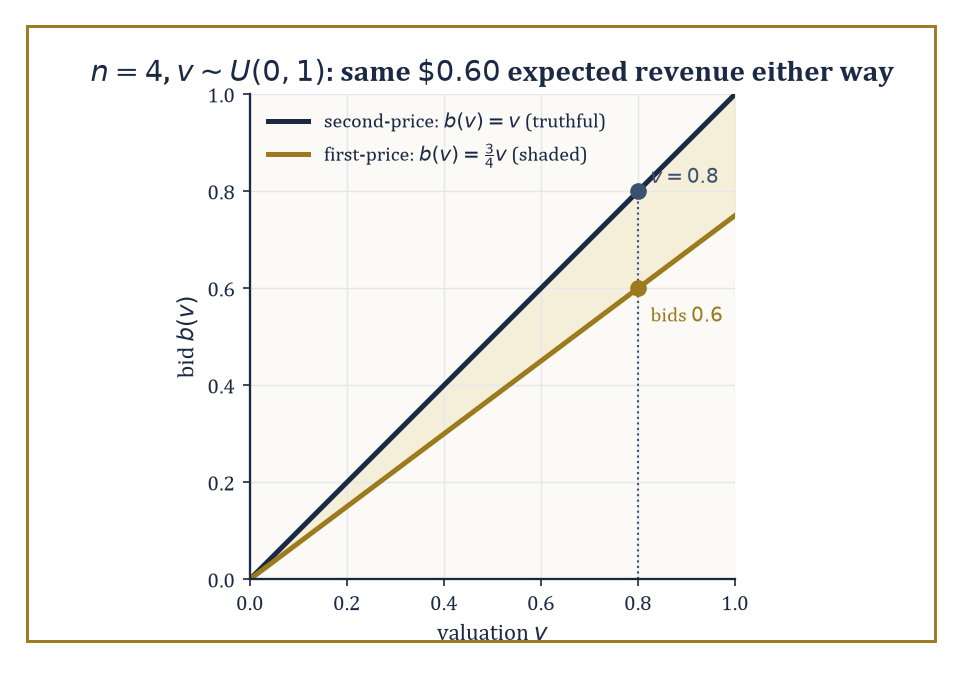 n = 4, v ~ U(0, 1): same $0.60 expected revenue either way
second-price: b(v) = v (truthful)
first-price: b(v) = 3/4 v (shaded)
v = 0.8
bids 0.6
bid b(v)
1.0
0.8
0.6
0.4
0.2
0.0
0.0 0.2 0.4 0.6 0.8 1.0
valuation v